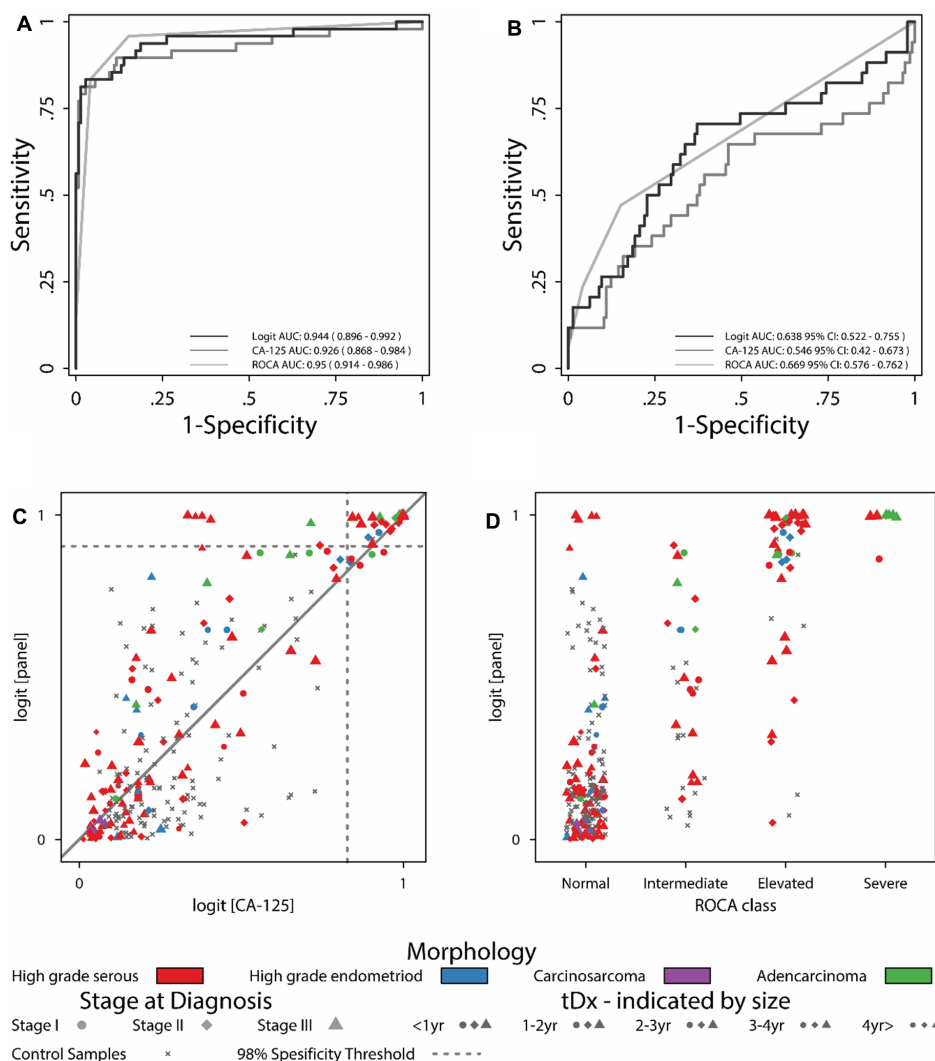 A
B
1
.75
.5
.25
0
Sensitivity
Logit AUC: 0.944 ( 0.896 - 0.992 )
CA-125 AUC: 0.926 ( 0.868 - 0.984 )
ROCA AUC: 0.95 ( 0.914 - 0.986 )
0 .25 .5 .75 1
1-Specificity
1
.75
.5
.25
0
Sensitivity
Logit AUC: 0.638 95% CI: 0.522 - 0.755 )
CA-125 AUC: 0.546 95% CI: 0.42 - 0.673 )
ROCA AUC: 0.669 95% CI: 0.576 - 0.762 )
0 .25 .5 .75 1
1-Specificity
C
1
0
logit [panel]
0 1
logit [CA-125]
D
1
0
logit [panel]
Normal Intermediate Elevated Severe
ROCA class
Morphology
High grade serous High grade endometriod Carcinosarcoma Adencarcinoma
Stage at Diagnosis tDx - indicated by size
Stage I Stage II Stage III <1yr 1-2yr 2-3yr 3-4yr 4yr>
Control Samples 98% Spesificity Threshold